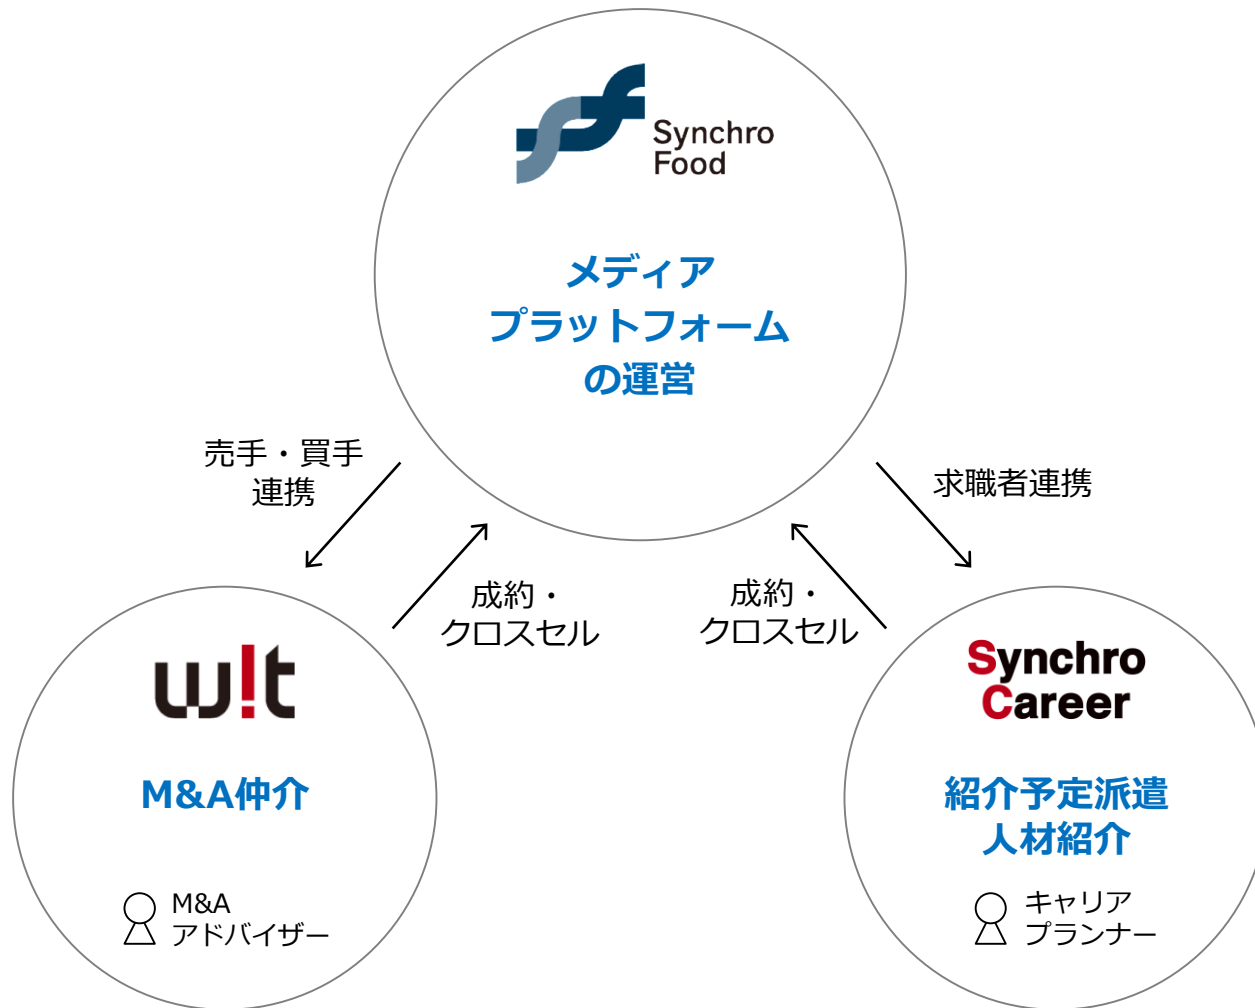 Synchro
Food
メディア
プラットフォーム
の運営
売手・買手
連携
求職者連携
成約・
クロスセル
成約・
クロスセル
w!t
M&A仲介
M&A
アドバイザー
Synchro
Career
紹介予定派遣
人材紹介
キャリア
プランナー